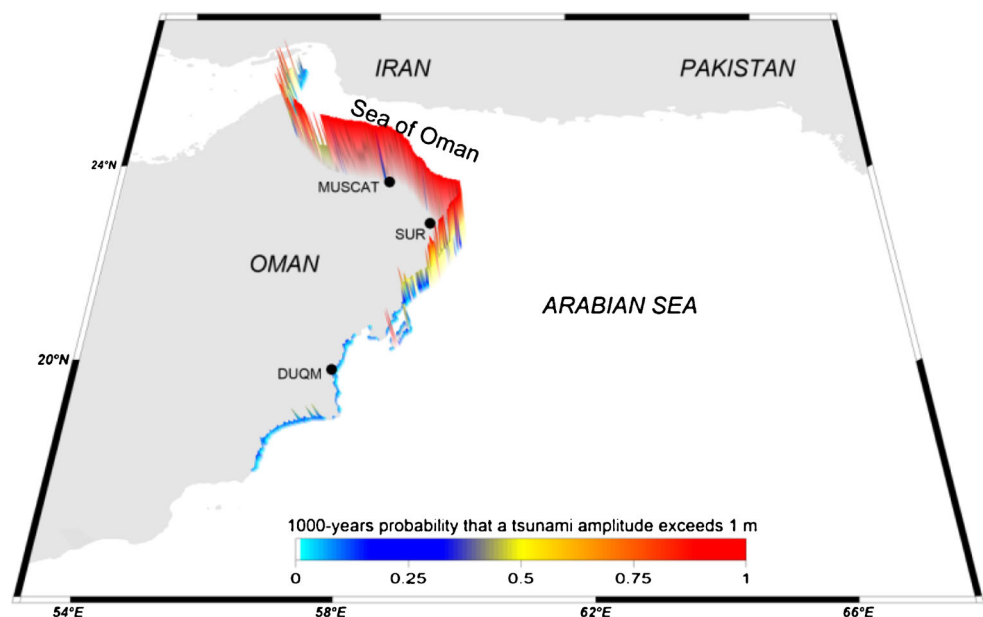 IRAN
PAKISTAN
Sea of Oman
24°N
MUSCAT
SUR
OMAN
ARABIAN SEA
20°N
DUQM
1000-years probability that a tsunami amplitude exceeds 1 m
0 0.25 0.5 0.75 1
54°E 58°E 62°E 66°E